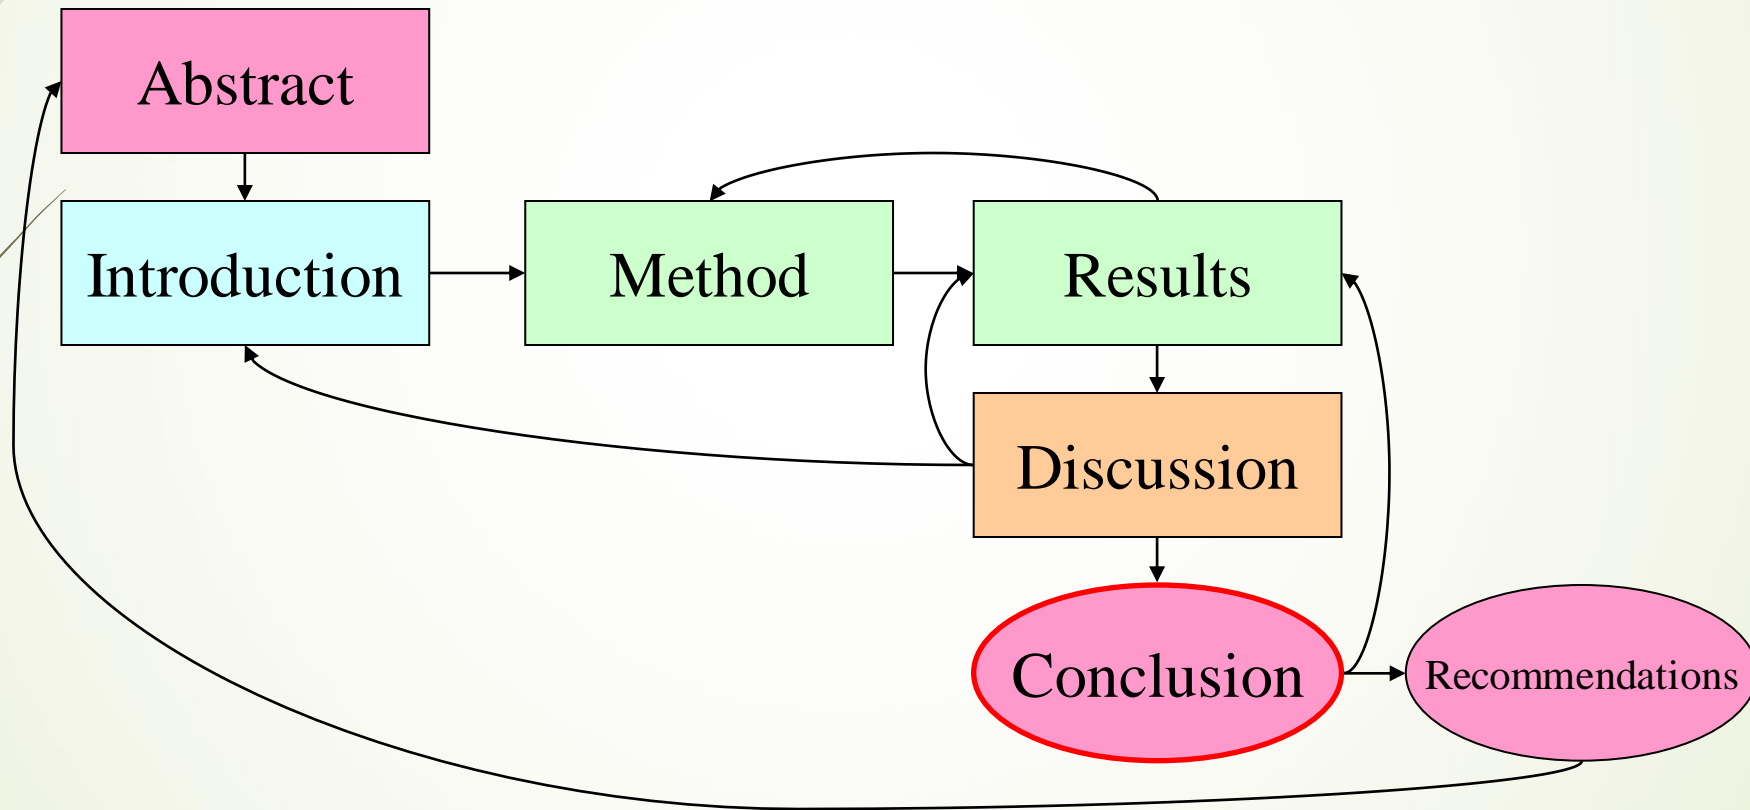 Abstract
Introduction
Method
Results
Discussion
Conclusion
Recommendations